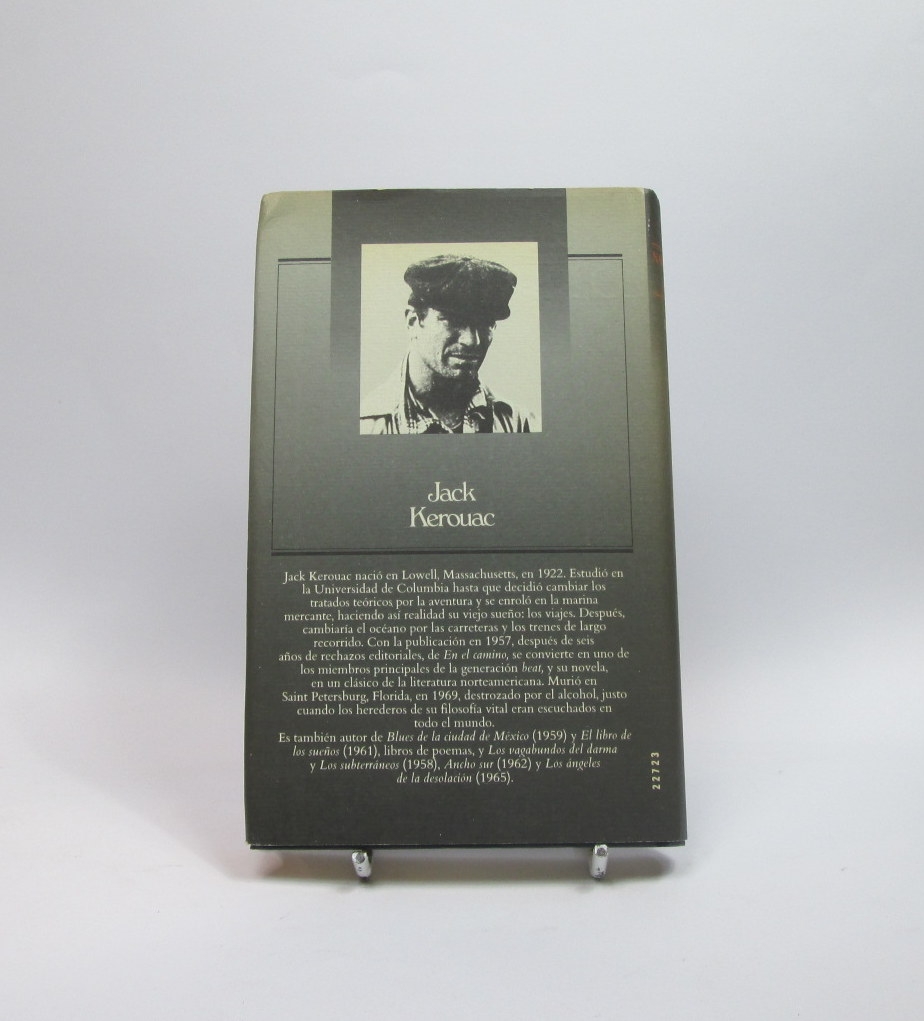 Jack
Kerouac
Jack Kerouac nació en Lowell, Massachusetts, en 1922. Estudió en
la Universidad de Columbia hasta que decidió cambiar los
tratados teóricos por la aventura y se enroló en la marina
mercante, haciendo así realidad su viejo sueño: los viajes. Después,
cambiaría el océano por las carreteras y los trenes de largo
recorrido. Con la publicación en 1957, después de seis
años de rechazos editoriales, de En el camino, se convierte en uno de
los miembros principales de la generación beat, y su novela,
en un clásico de la literatura norteamericana. Murió en
Saint Petersburg, Florida, en 1969, destrozado por el alcohol, justo
cuando los herederos de su filosofía vital eran escuchados en
todo el mundo.
Es también autor de Blues de la ciudad de México (1959) y El libro de
los sueños (1961), libros de poemas, y Los vagabundos del darma
y Los subterráneos (1958), Ancho sur (1962) y Los ángeles
de la desolación (1965).
22723